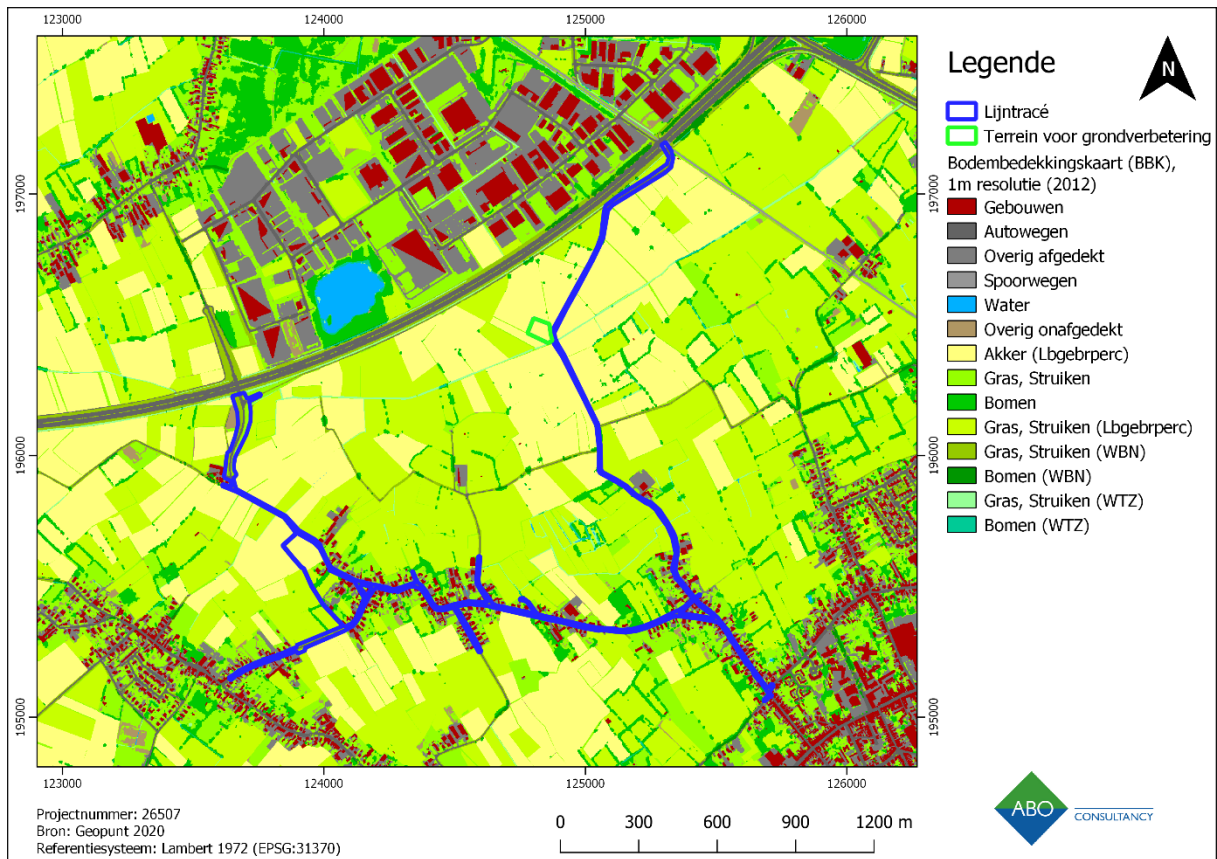 123000 124000 125000 126000
197000 197000
196000 196000
195000 195000
123000 124000 125000 126000
Legende
N
Lijntracé
Terrein voor grondverbetering
Bodembedekkingskaart (BBK),
1m resolutie (2012)
Gebouwen
Autowegen
Overig afgedekt
Spoorwegen
Water
Overig onafgedekt
Akker (Lbgebrperc)
Gras, Struiken
Bomen
Gras, Struiken (Lbgebrperc)
Gras, Struiken (WBN)
Bomen (WBN)
Gras, Struiken (WTZ)
Bomen (WTZ)
Projectnummer: 26507
Bron: Geopunt 2020
Referentiesysteem: Lambert 1972 (EPSG:31370)
0 300 600 900 1200 m
ABO CONSULTANCY